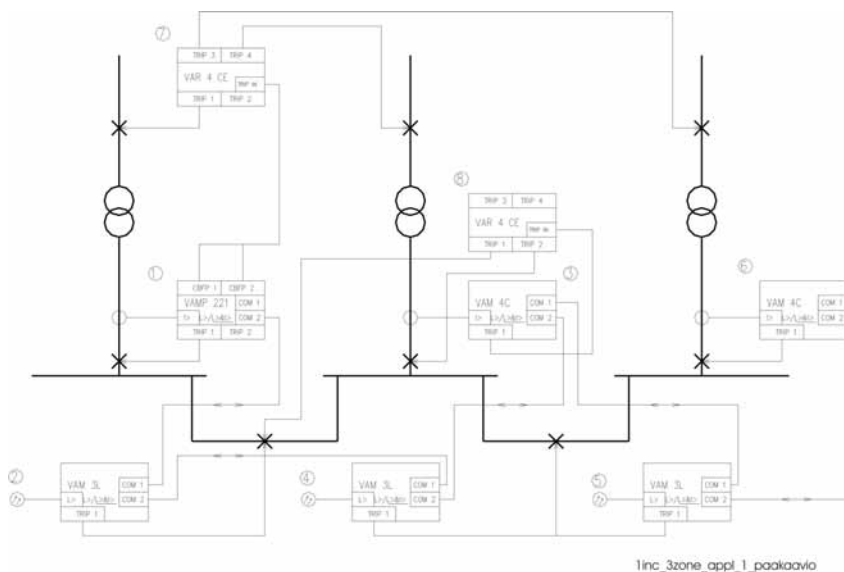 ⑦
TRIP 3 TRIP 4
VAR 4 CE
TRIP IN
TRIP 1 TRIP 2
⑧
TRIP 3 TRIP 4
VAR 4 CE
TRIP IN
TRIP 1 TRIP 2
①
CBFP 1 CBFP 2
VAMP 221 COM 1
I> L>/L>&I> COM 2
TRIP 1 TRIP 2
③
VAM 4C COM 1
I> L>/L>&I> COM 2
TRIP 1
⑥
VAM 4C COM 1
I> L>/L>&I> COM 2
TRIP 1
②
VAM 3L COM 1
L> L>/L>&I> COM 2
TRIP 1
④
VAM 3L COM 1
L> L>/L>&I> COM 2
TRIP 1
⑤
VAM 3L COM 1
L> L>/L>&I> COM 2
TRIP 1
1inc_3zone_appl_1_paakaavio